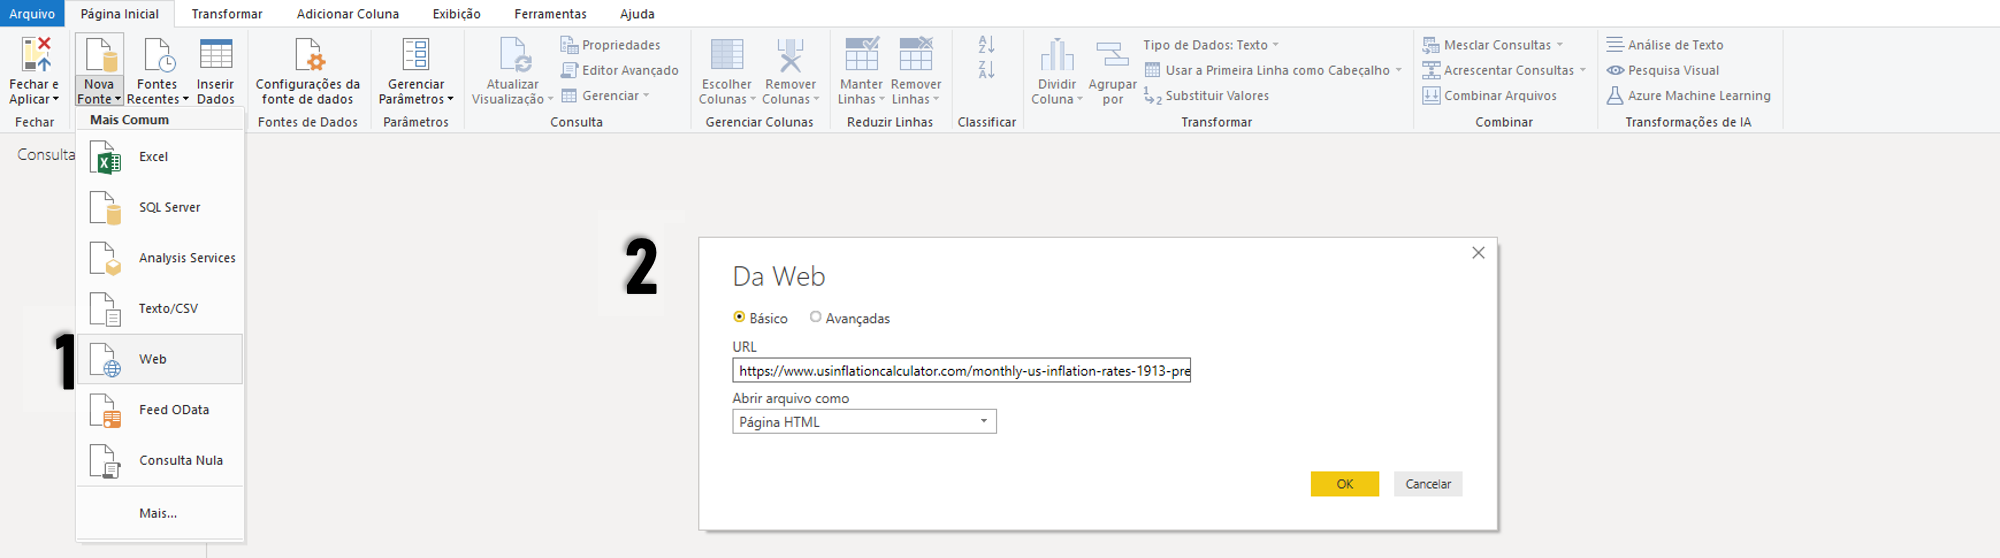 Arquivo Página Inicial Transformar Adicionar Coluna Exibição Ferramentas Ajuda
Fechar e
Aplicar
Fechar
Nova
Fonte
Fontes
Recentes
Inserir
Dados
Configurações da
fonte de dados
Fontes de Dados
Gerenciar
Parâmetros
Parâmetros
Atualizar
Visualização
Propriedades
Editor Avançado
Gerenciar
Consulta
Escolher
Colunas
Remover
Colunas
Gerenciar Colunas
Manter
Linhas
Remover
Linhas
Reduzir Linhas
A
Z
Z
A
Classificar
Dividir
Coluna
Agrupar
por
Tipo de Dados: Texto
Usar a Primeira Linha como Cabeçalho
1
2
Substituir Valores
Transformar
Mesclar Consultas
Acrescentar Consultas
Combinar Arquivos
Combinar
Análise de Texto
Pesquisa Visual
Azure Machine Learning
Transformações de IA
Consulta
Mais Comum
Excel
SQL Server
Analysis Services
Texto/CSV
1
Web
Feed OData
Consulta Nula
Mais...
2
Da Web
Básico Avançadas
URL
https://www.usinflationcalculator.com/monthly-us-inflation-rates-1913-pre
Abrir arquivo como
Página HTML
OK Cancelar